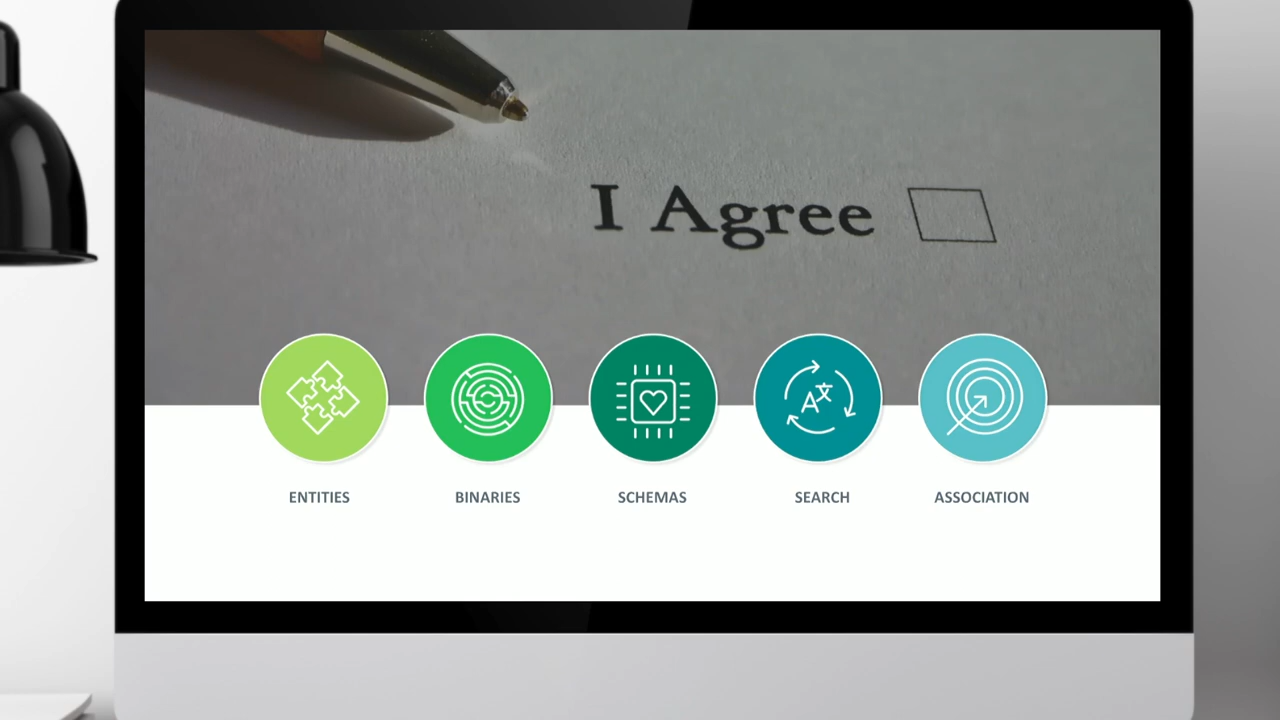 I Agree
ENTITIES
BINARIES
SCHEMAS
SEARCH
ASSOCIATION